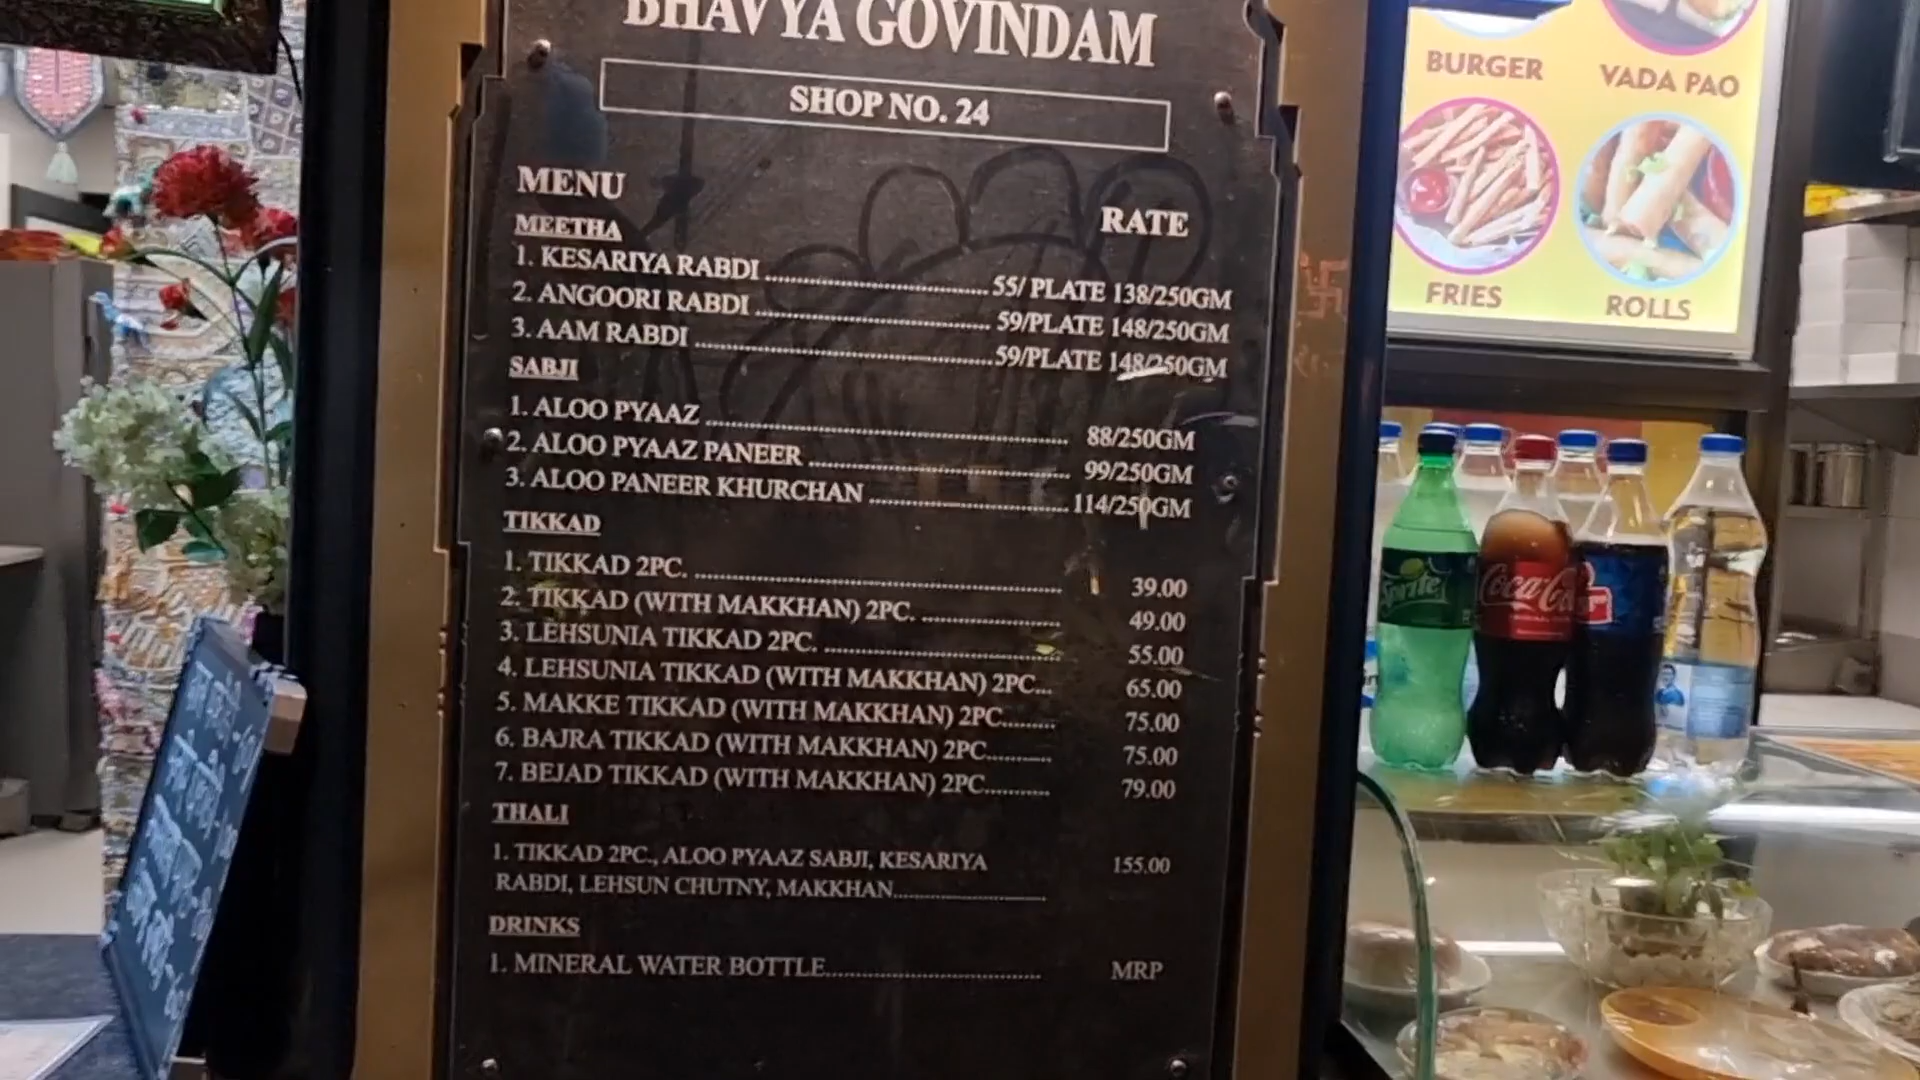 BHAVYA GOVINDAM
SHOP NO. 24
MENU
RATE
MEETHA
1. KESARIYA RABDI ........ 55/ PLATE 138/250GM
2. ANGOORI RABDI ........ 59/PLATE 148/250GM
3. AAM RABDI ........ 59/PLATE 148/250GM
SABJI
1. ALOO PYAAZ ........ 88/250GM
2. ALOO PYAAZ PANEER ........ 99/250GM
3. ALOO PANEER KHURCHAN ........ 114/250GM
TIKKAD
1. TIKKAD 2PC. ........ 39.00
2. TIKKAD (WITH MAKKHAN) 2PC. ........ 49.00
3. LEHSUNIA TIKKAD 2PC. ........ 55.00
4. LEHSUNIA TIKKAD (WITH MAKKHAN) 2PC... 65.00
5. MAKKE TIKKAD (WITH MAKKHAN) 2PC........ 75.00
6. BAJRA TIKKAD (WITH MAKKHAN) 2PC........ 75.00
7. BEJAD TIKKAD (WITH MAKKHAN) 2PC........ 79.00
THALI
1. TIKKAD 2PC., ALOO PYAAZ SABJI, KESARIYA 155.00
RABDI, LEHSUN CHUTNY, MAKKHAN........
DRINKS
1. MINERAL WATER BOTTLE........ MRP
BURGER
VADA PAO
FRIES
ROLLS
Sprite
Coca-Cola